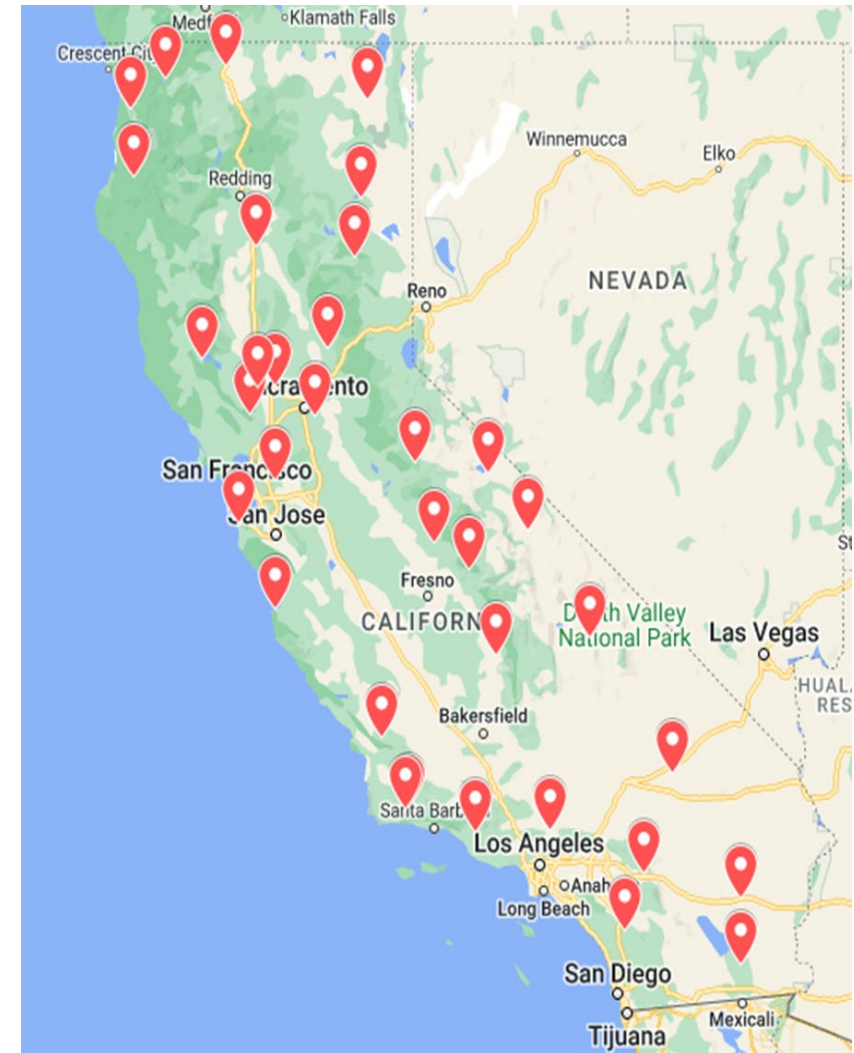 Medf
Klamath Falls
Crescent Cit
Winnemucca
Elko
Redding
NEVADA
Reno
cramento
San Francisco
San Jose
Fresno
CALIFORN
Death Valley
National Park
Las Vegas
HUAL
RES
Bakersfield
Santa Barb
Los Angeles
Anah
Long Beach
San Diego
Mexicali
Tijuana